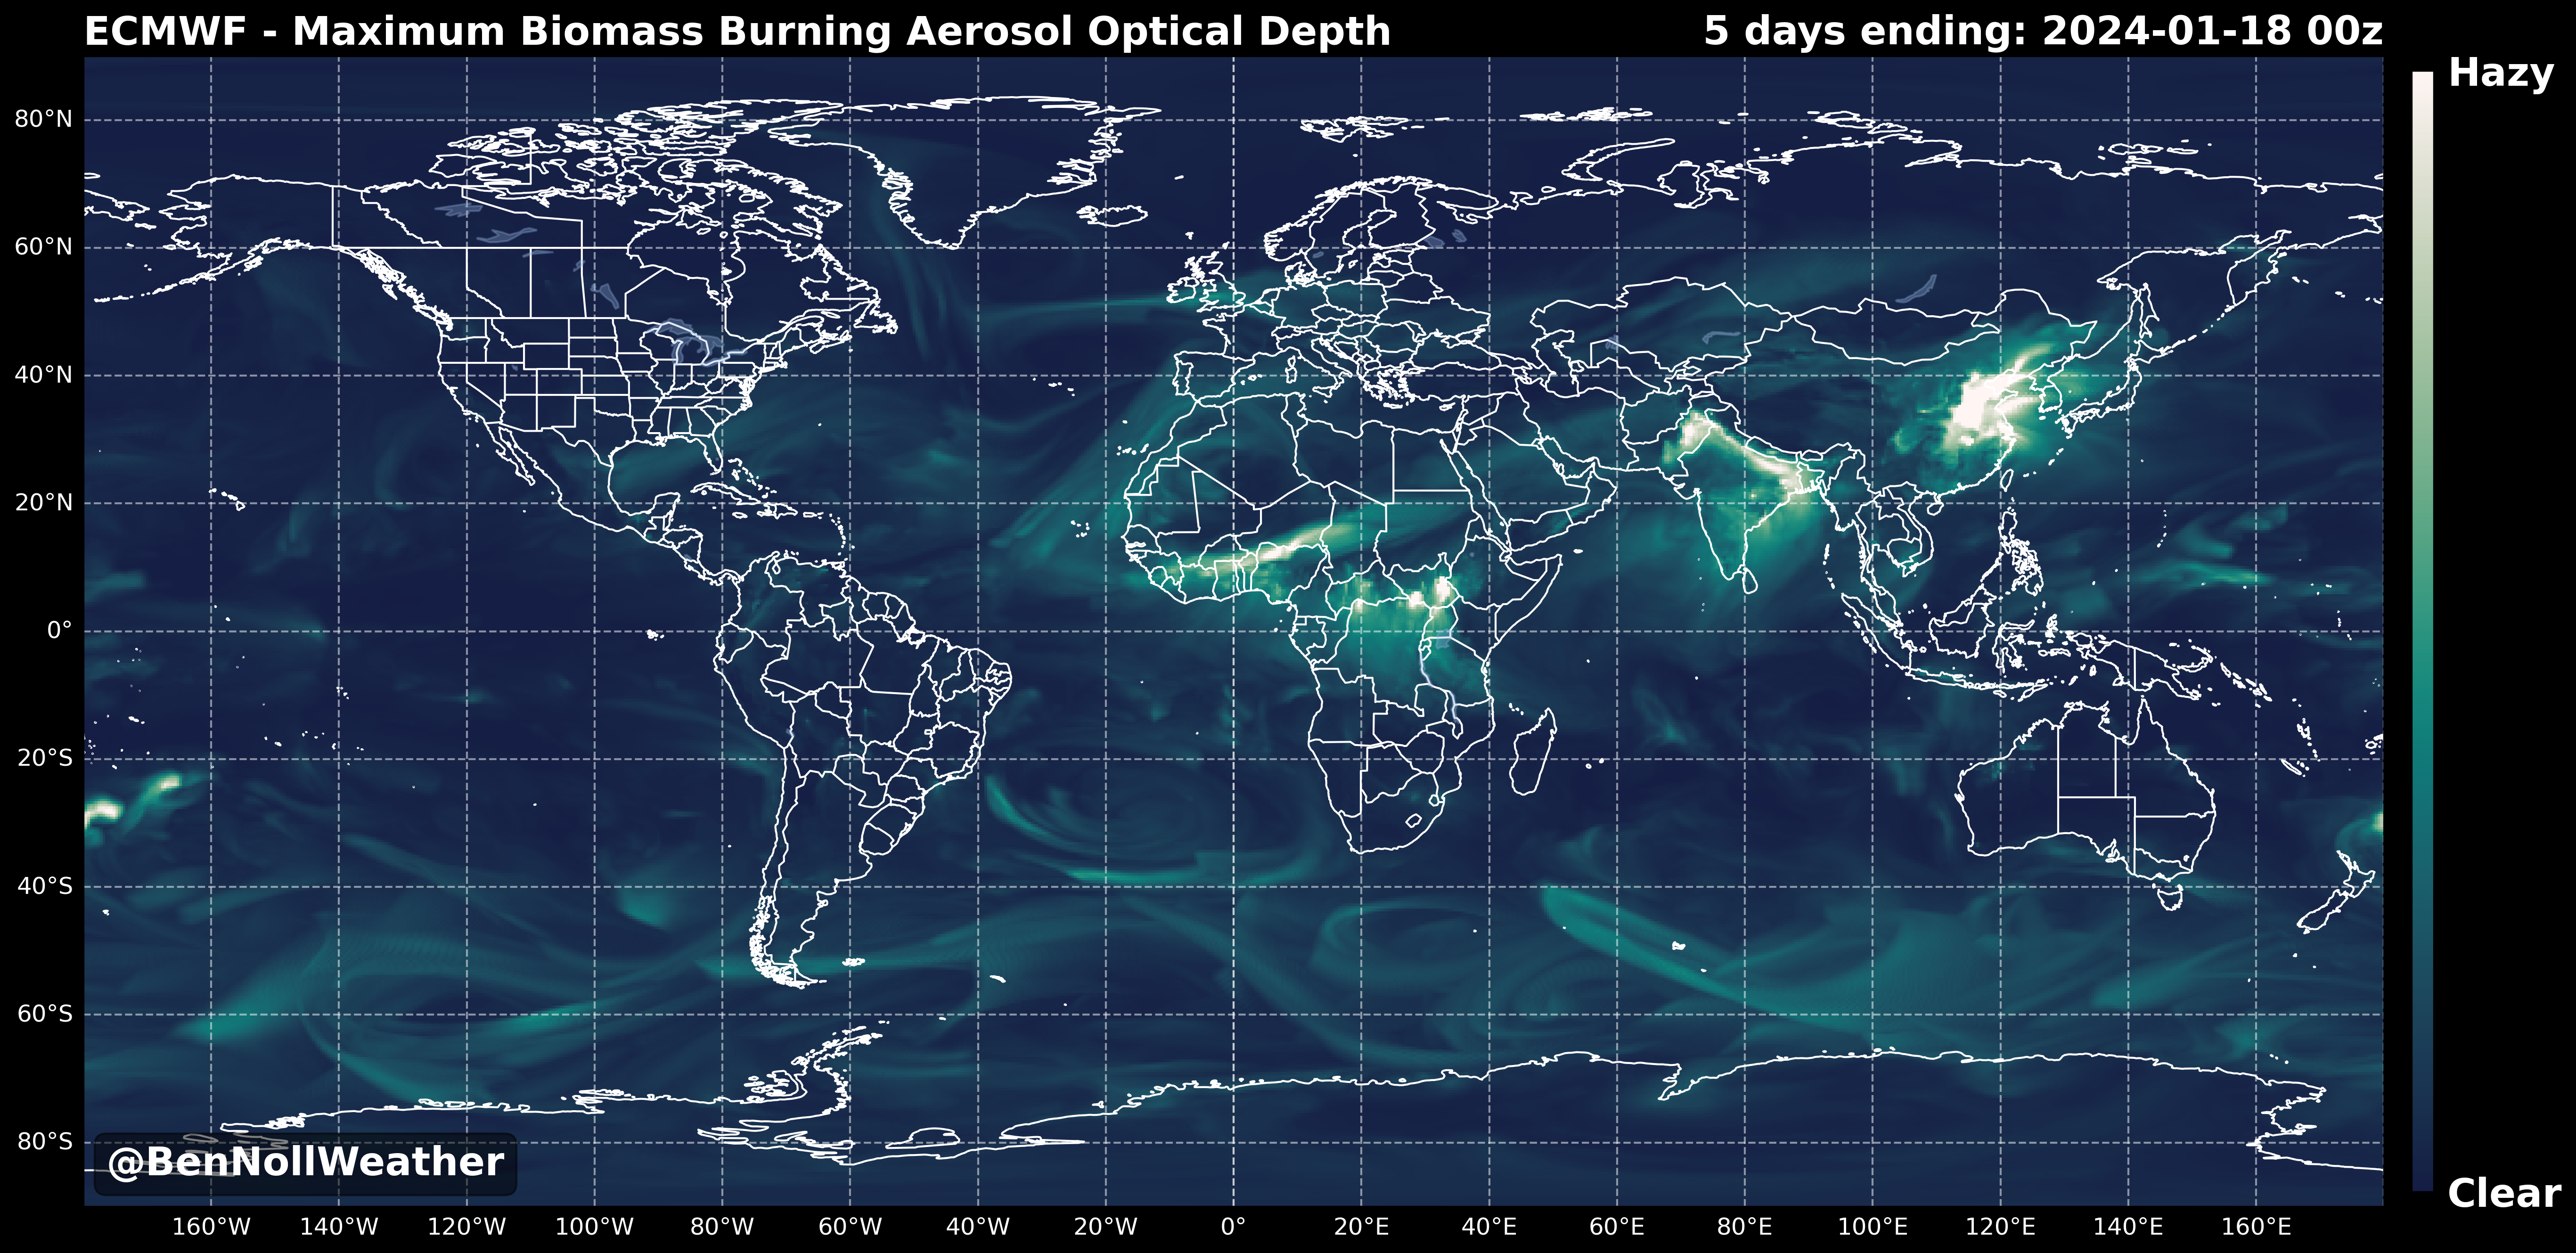 ECMWF - Maximum Biomass Burning Aerosol Optical Depth
5 days ending: 2024-01-18 00z
Hazy
80°N
60°N
40°N
20°N
0°
20°S
40°S
60°S
80°S
@BenNollWeather
Clear
160°W 140°W 120°W 100°W 80°W 60°W 40°W 20°W 0° 20°E 40°E 60°E 80°E 100°E 120°E 140°E 160°E